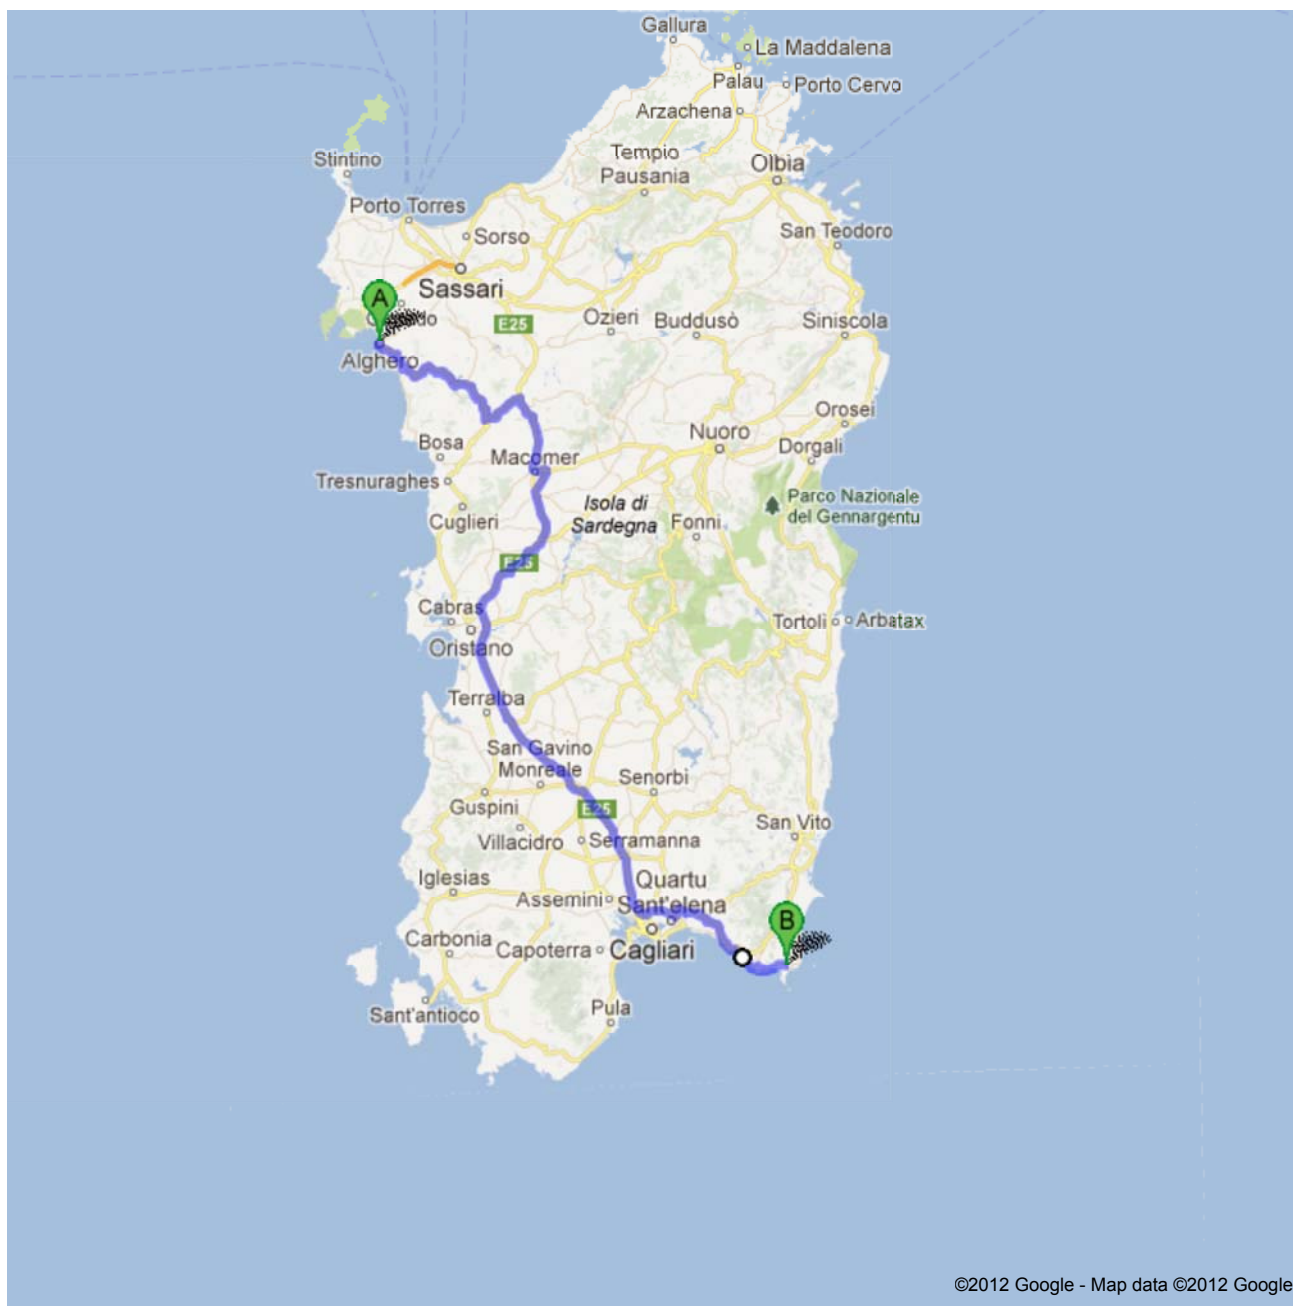 Gallura
La Maddalena
Palau
Porto Cervo
Arzachena
Tempio
Pausania
Olbia
Stintino
Porto Torres
Sorso
San Teodoro
Sassari
A
E25
Ozieri
Buddusò
Siniscola
Alghero
Orosei
Bosa
Nuoro
Dorgali
Macomer
Tresnuraghes
Isola di
Sardegna
Parco Nazionale
del Gennargentu
Cuglieri
Fonni
E25
Cabras
Tortoli
Arbatax
Oristano
Terralba
San Gavino
Monreale
Senorbi
Guspini
E25
San Vito
Villacidro
Serramanna
Iglesias
Quartu
Sant'elena
Assemini
B
Carbonia
Capoterra
Cagliari
Sant'antioco
Pula
©2012 Google - Map data ©2012 Google